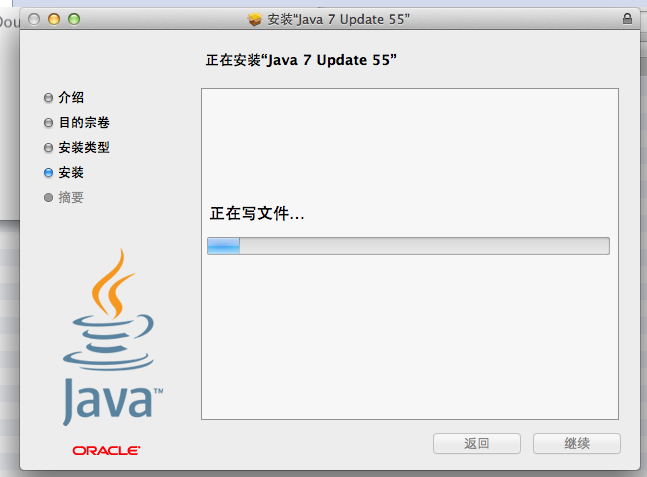 Dou
安装“Java 7 Update 55”
正在安装“Java 7 Update 55”
介绍
目的宗卷
安装类型
安装
摘要
正在写文件...
Java™
ORACLE®
返回
继续